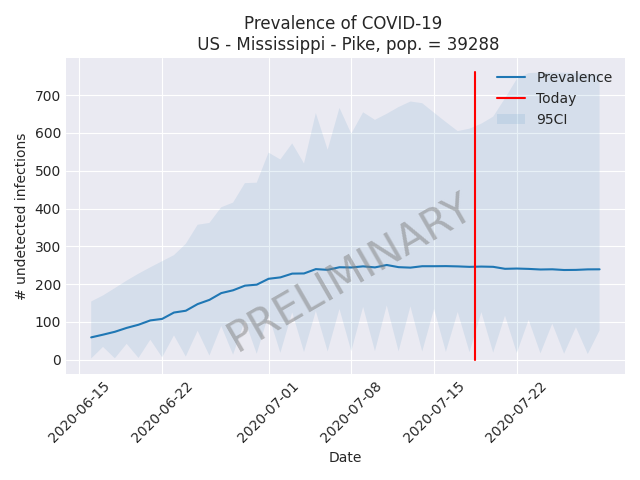 Prevalence of COVID-19
US - Mississippi - Pike, pop. = 39288
# undetected infections
700
600
500
400
300
200
100
0
Prevalence
Today
95CI
PRELIMINARY
2020-06-15
2020-06-22
2020-07-01
2020-07-08
2020-07-15
2020-07-22
Date